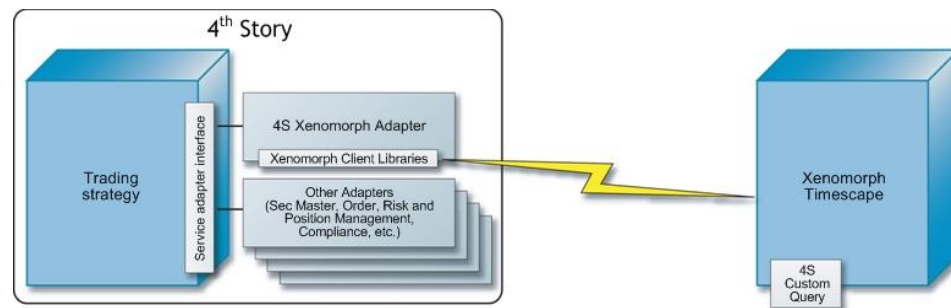 4th Story
Trading
strategy
Service adapter interface
4S Xenomorph Adapter
Xenomorph Client Libraries
Other Adapters
(Sec Master, Order, Risk and
Position Management,
Compliance, etc.)
Xenomorph
Timescape
4S
Custom
Query